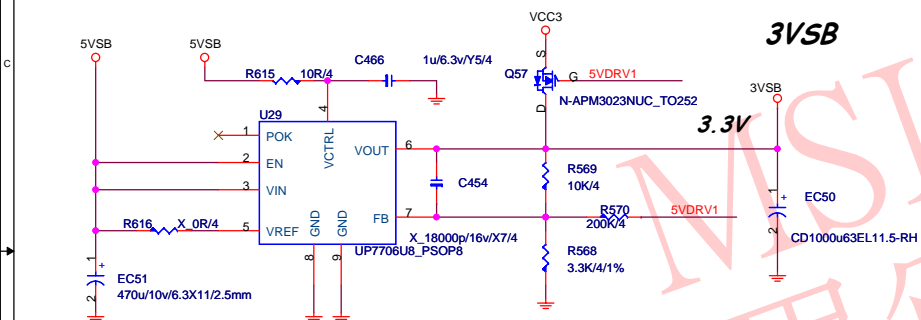 C
3VSB
5VSB
5VSB
VCC3
C466
1u/6.3v/Y5/4
R615
10R/4
S
Q57
G
5VDRV1
D
N-APM3023NUC_TO252
3VSB
3.3V
U29
4
VCTRL
1
POK
2
EN
3
VIN
VOUT
6
5
VREF
FB
7
GND
GND
8
9
R616
X_0R/4
C454
X_18000p/16v/X7/4
UP7706U8_PSOP8
R569
10K/4
R570
200K/4
5VDRV1
R568
3.3K/4/1%
1
+
2
EC51
470u/10v/6.3X11/2.5mm
1
+
2
EC50
CD1000u63EL11.5-RH
MSI